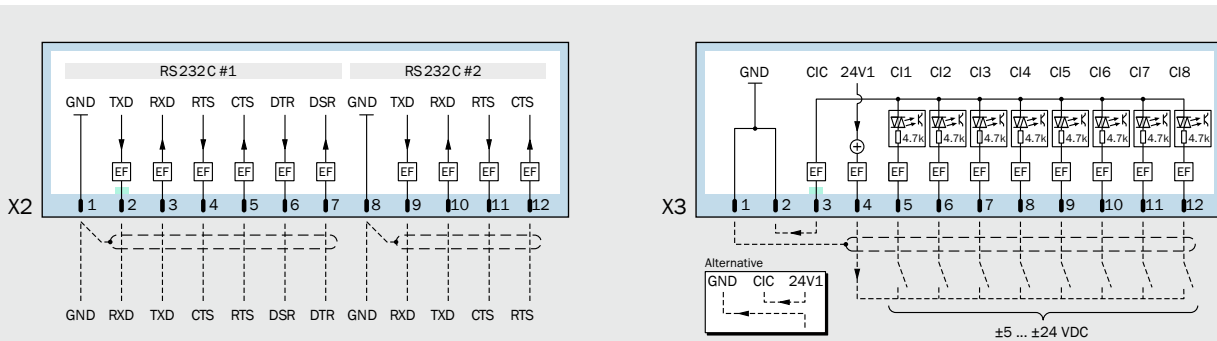 RS232C #1 RS232C #2
GND TXD RXD RTS CTS DTR DSR GND TXD RXD RTS CTS
EF EF EF EF EF EF EF EF EF EF
X2 1 2 3 4 5 6 7 8 9 10 11 12
GND RXD TXD CTS RTS DSR DTR GND RXD TXD CTS RTS
GND CIC 24V1 CI1 CI2 CI3 CI4 CI5 CI6 CI7 CI8
4.7k 4.7k 4.7k 4.7k 4.7k 4.7k 4.7k 4.7k
EF EF EF EF EF EF EF EF EF EF
X3 1 2 3 4 5 6 7 8 9 10 11 12
Alternative
GND CIC 24V1
±5 ... ±24 VDC